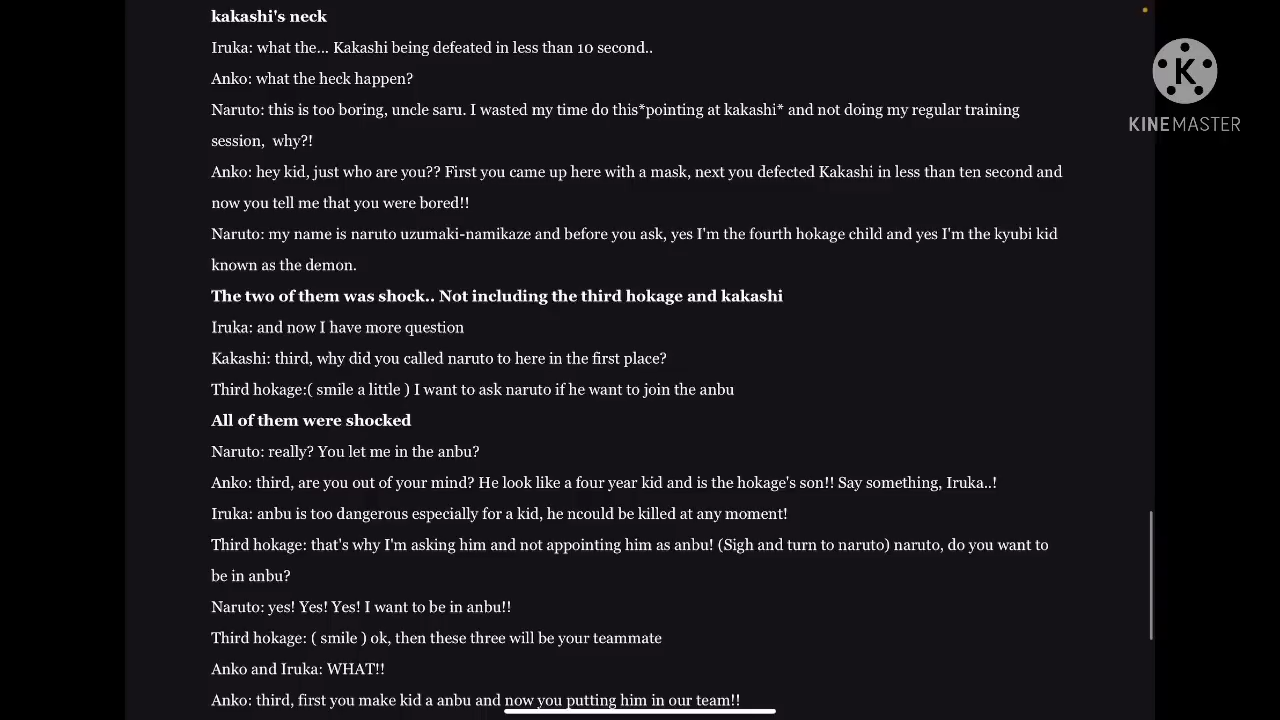 kakashi's neck
Iruka: what the... Kakashi being defeated in less than 10 second..
Anko: what the heck happen?
Naruto: this is too boring, uncle saru. I wasted my time do this*pointing at kakashi* and not doing my regular training
session,  why?!
Anko: hey kid, just who are you?? First you came up here with a mask, next you defected Kakashi in less than ten second and
now you tell me that you were bored!!
Naruto: my name is naruto uzumaki-namikaze and before you ask, yes I'm the fourth hokage child and yes I'm the kyubi kid
known as the demon.
The two of them was shock.. Not including the third hokage and kakashi
Iruka: and now I have more question
Kakashi: third, why did you called naruto to here in the first place?
Third hokage:( smile a little ) I want to ask naruto if he want to join the anbu
All of them were shocked
Naruto: really? You let me in the anbu?
Anko: third, are you out of your mind? He look like a four year kid and is the hokage's son!! Say something, Iruka..!
Iruka: anbu is too dangerous especially for a kid, he ncould be killed at any moment!
Third hokage: that's why I'm asking him and not appointing him as anbu! (Sigh and turn to naruto) naruto, do you want to
be in anbu?
Naruto: yes! Yes! Yes! I want to be in anbu!!
Third hokage: ( smile ) ok, then these three will be your teammate
Anko and Iruka: WHAT!!
Anko: third, first you make kid a anbu and now you putting him in our team!!
K
KINEMASTER